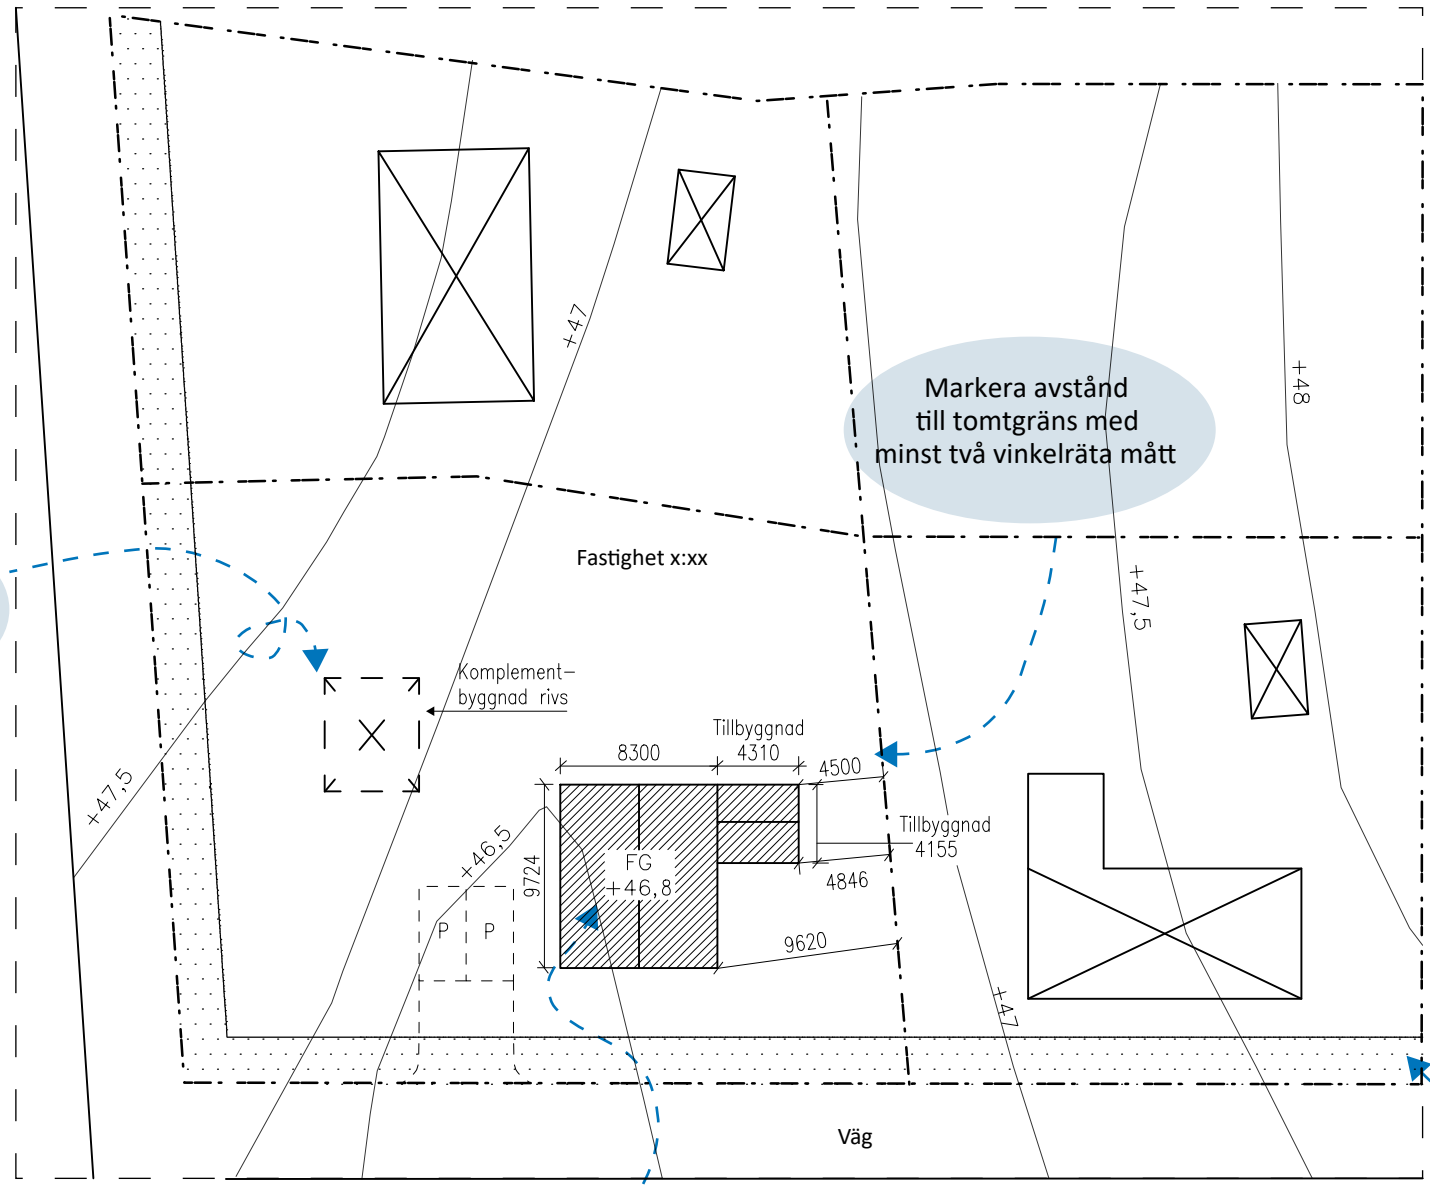 +47
Markera avstånd
till tomtgräns med
minst två vinkelräta mått
+48
Fastighet x:xx
+47,5
Komplement-
byggnad rivs
Tillbyggnad
8300
4310
4500
+47,5
+46,5
Tillbyggnad
4155
9724
FG
+46,8
4846
P
P
9620
+47
Väg